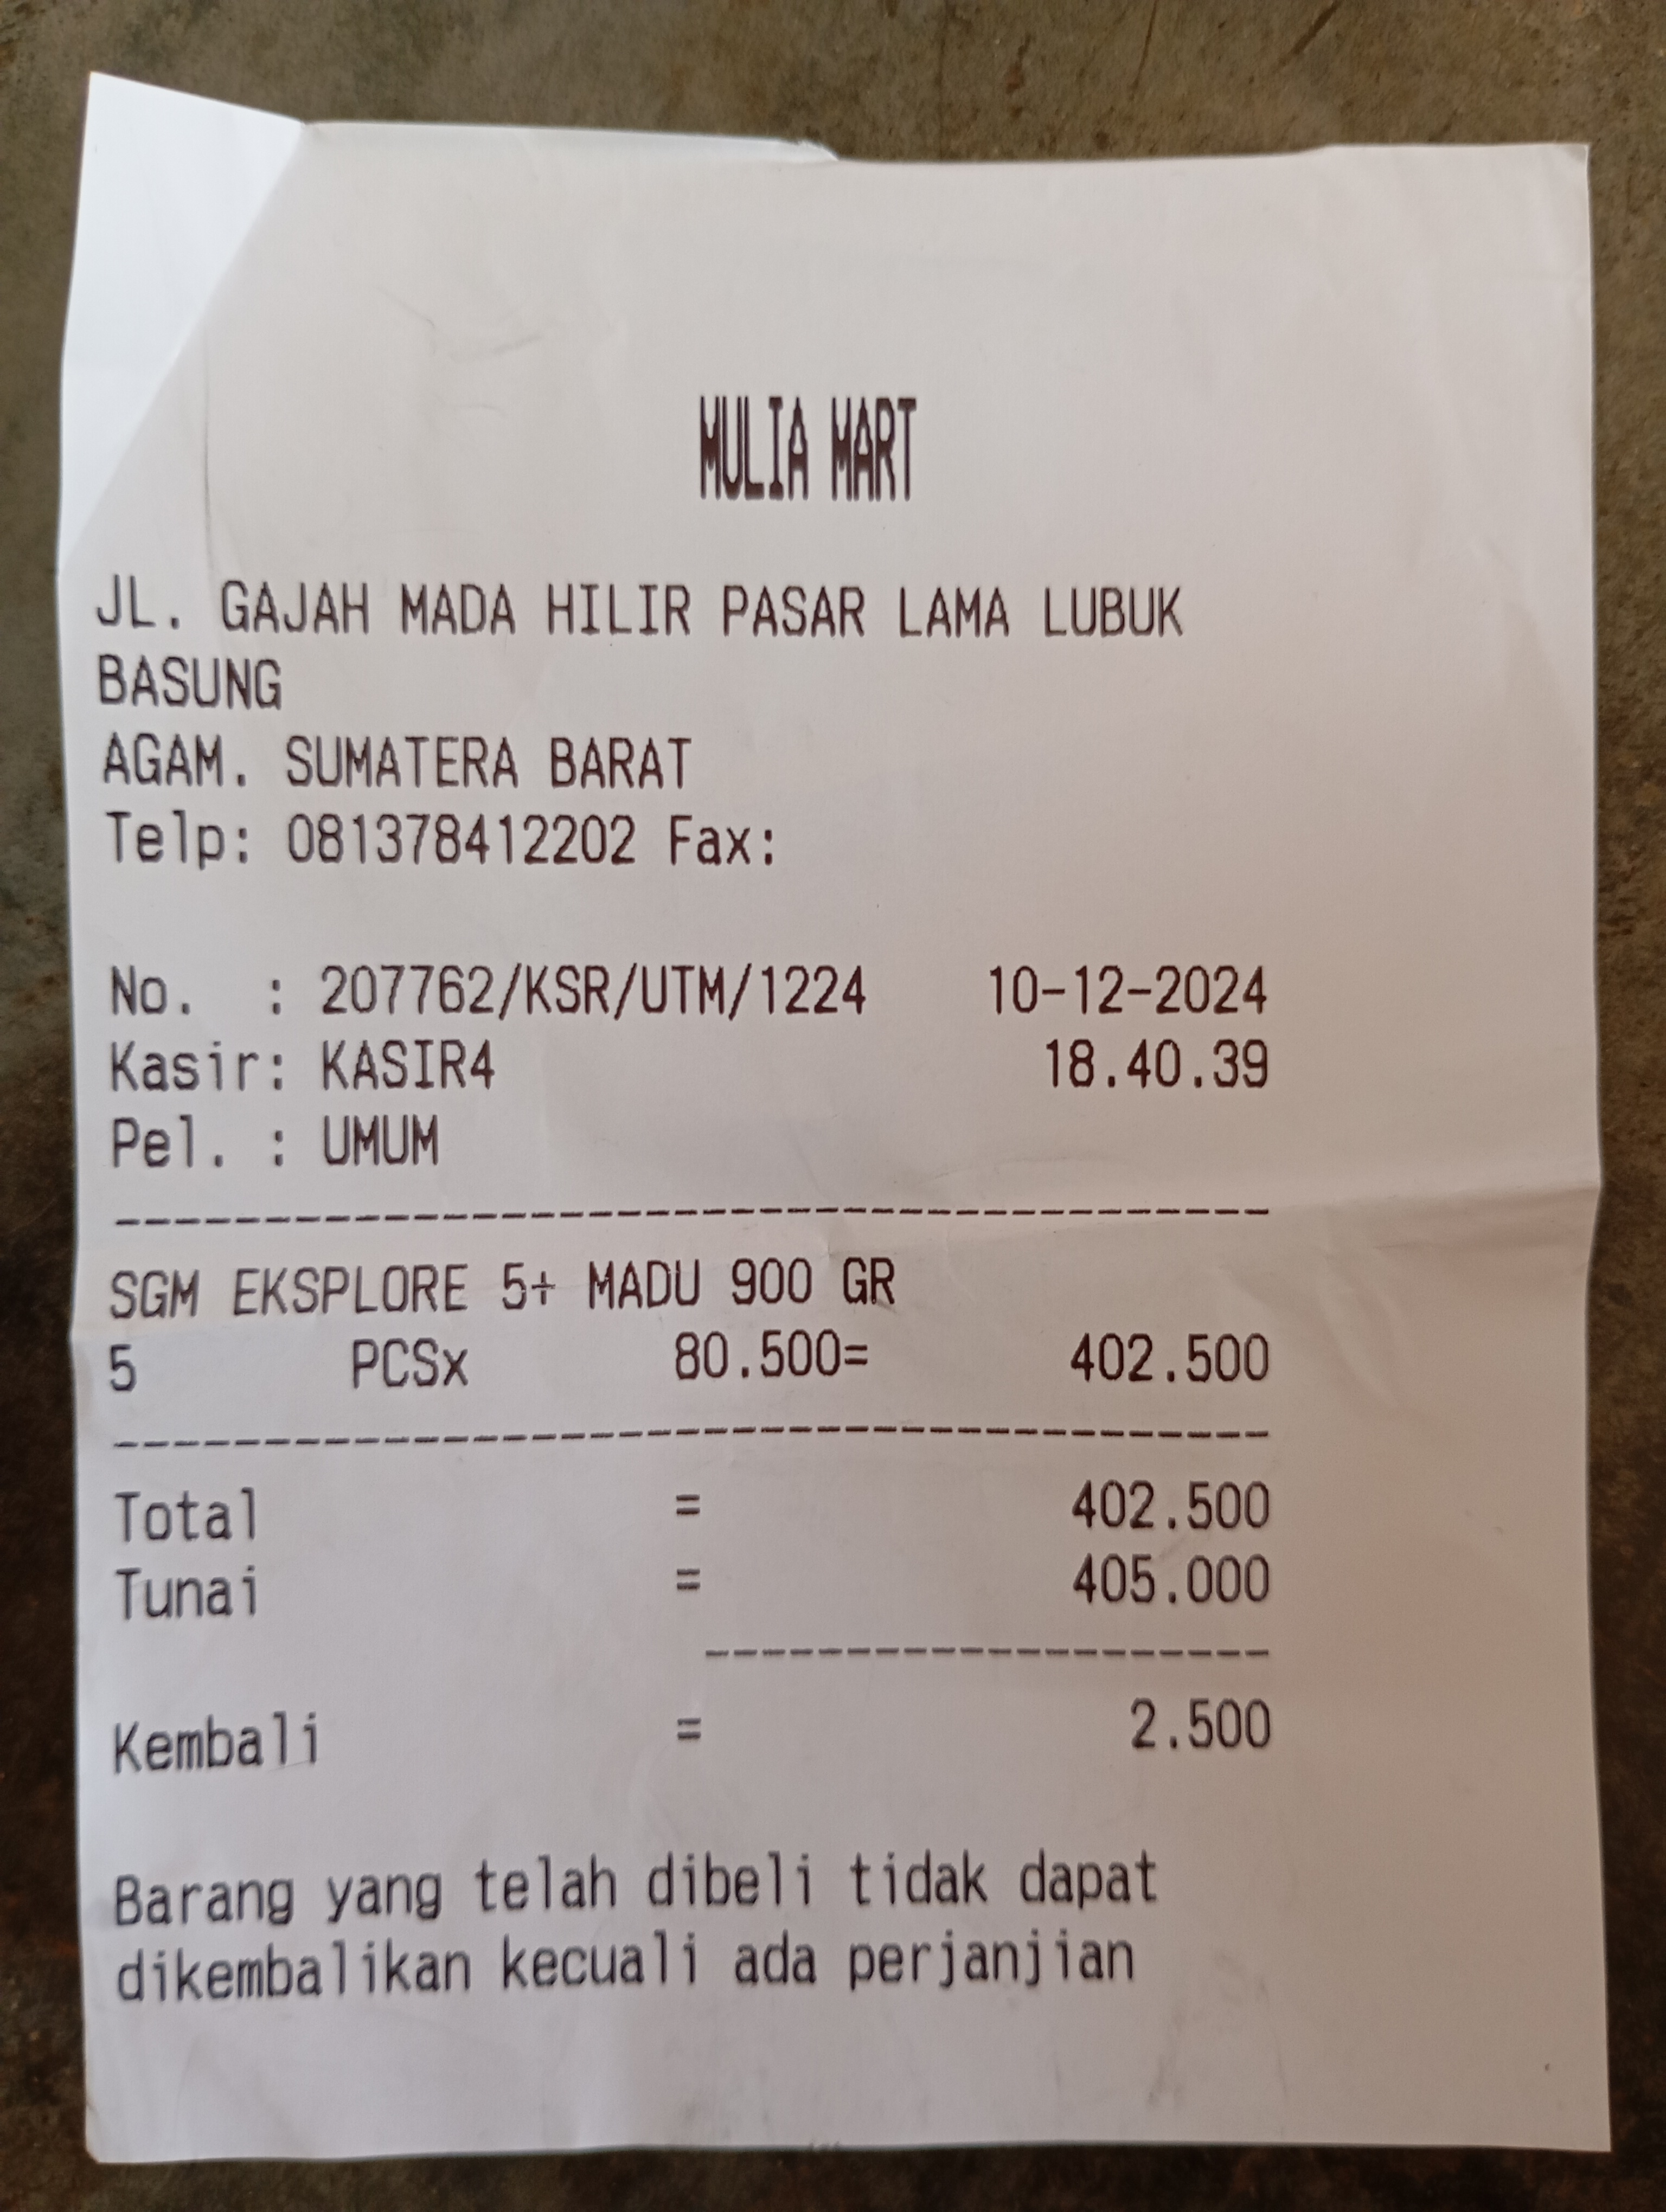 MULIA MART
JL. GAJAH MADA HILIR PASAR LAMA LUBUK
BASUNG
AGAM. SUMATERA BARAT
Telp: 081378412202 Fax:
No. : 207762/KSR/UTM/1224 10-12-2024
Kasir: KASIR4 18.40.39
Pel. : UMUM
----------------------------------------
SGM EKSPLORE 5+ MADU 900 GR
5 PCSx 80.500= 402.500
----------------------------------------
Total = 402.500
Tunai = 405.000
--------------------
Kembali = 2.500
Barang yang telah dibeli tidak dapat
dikembalikan kecuali ada perjanjian